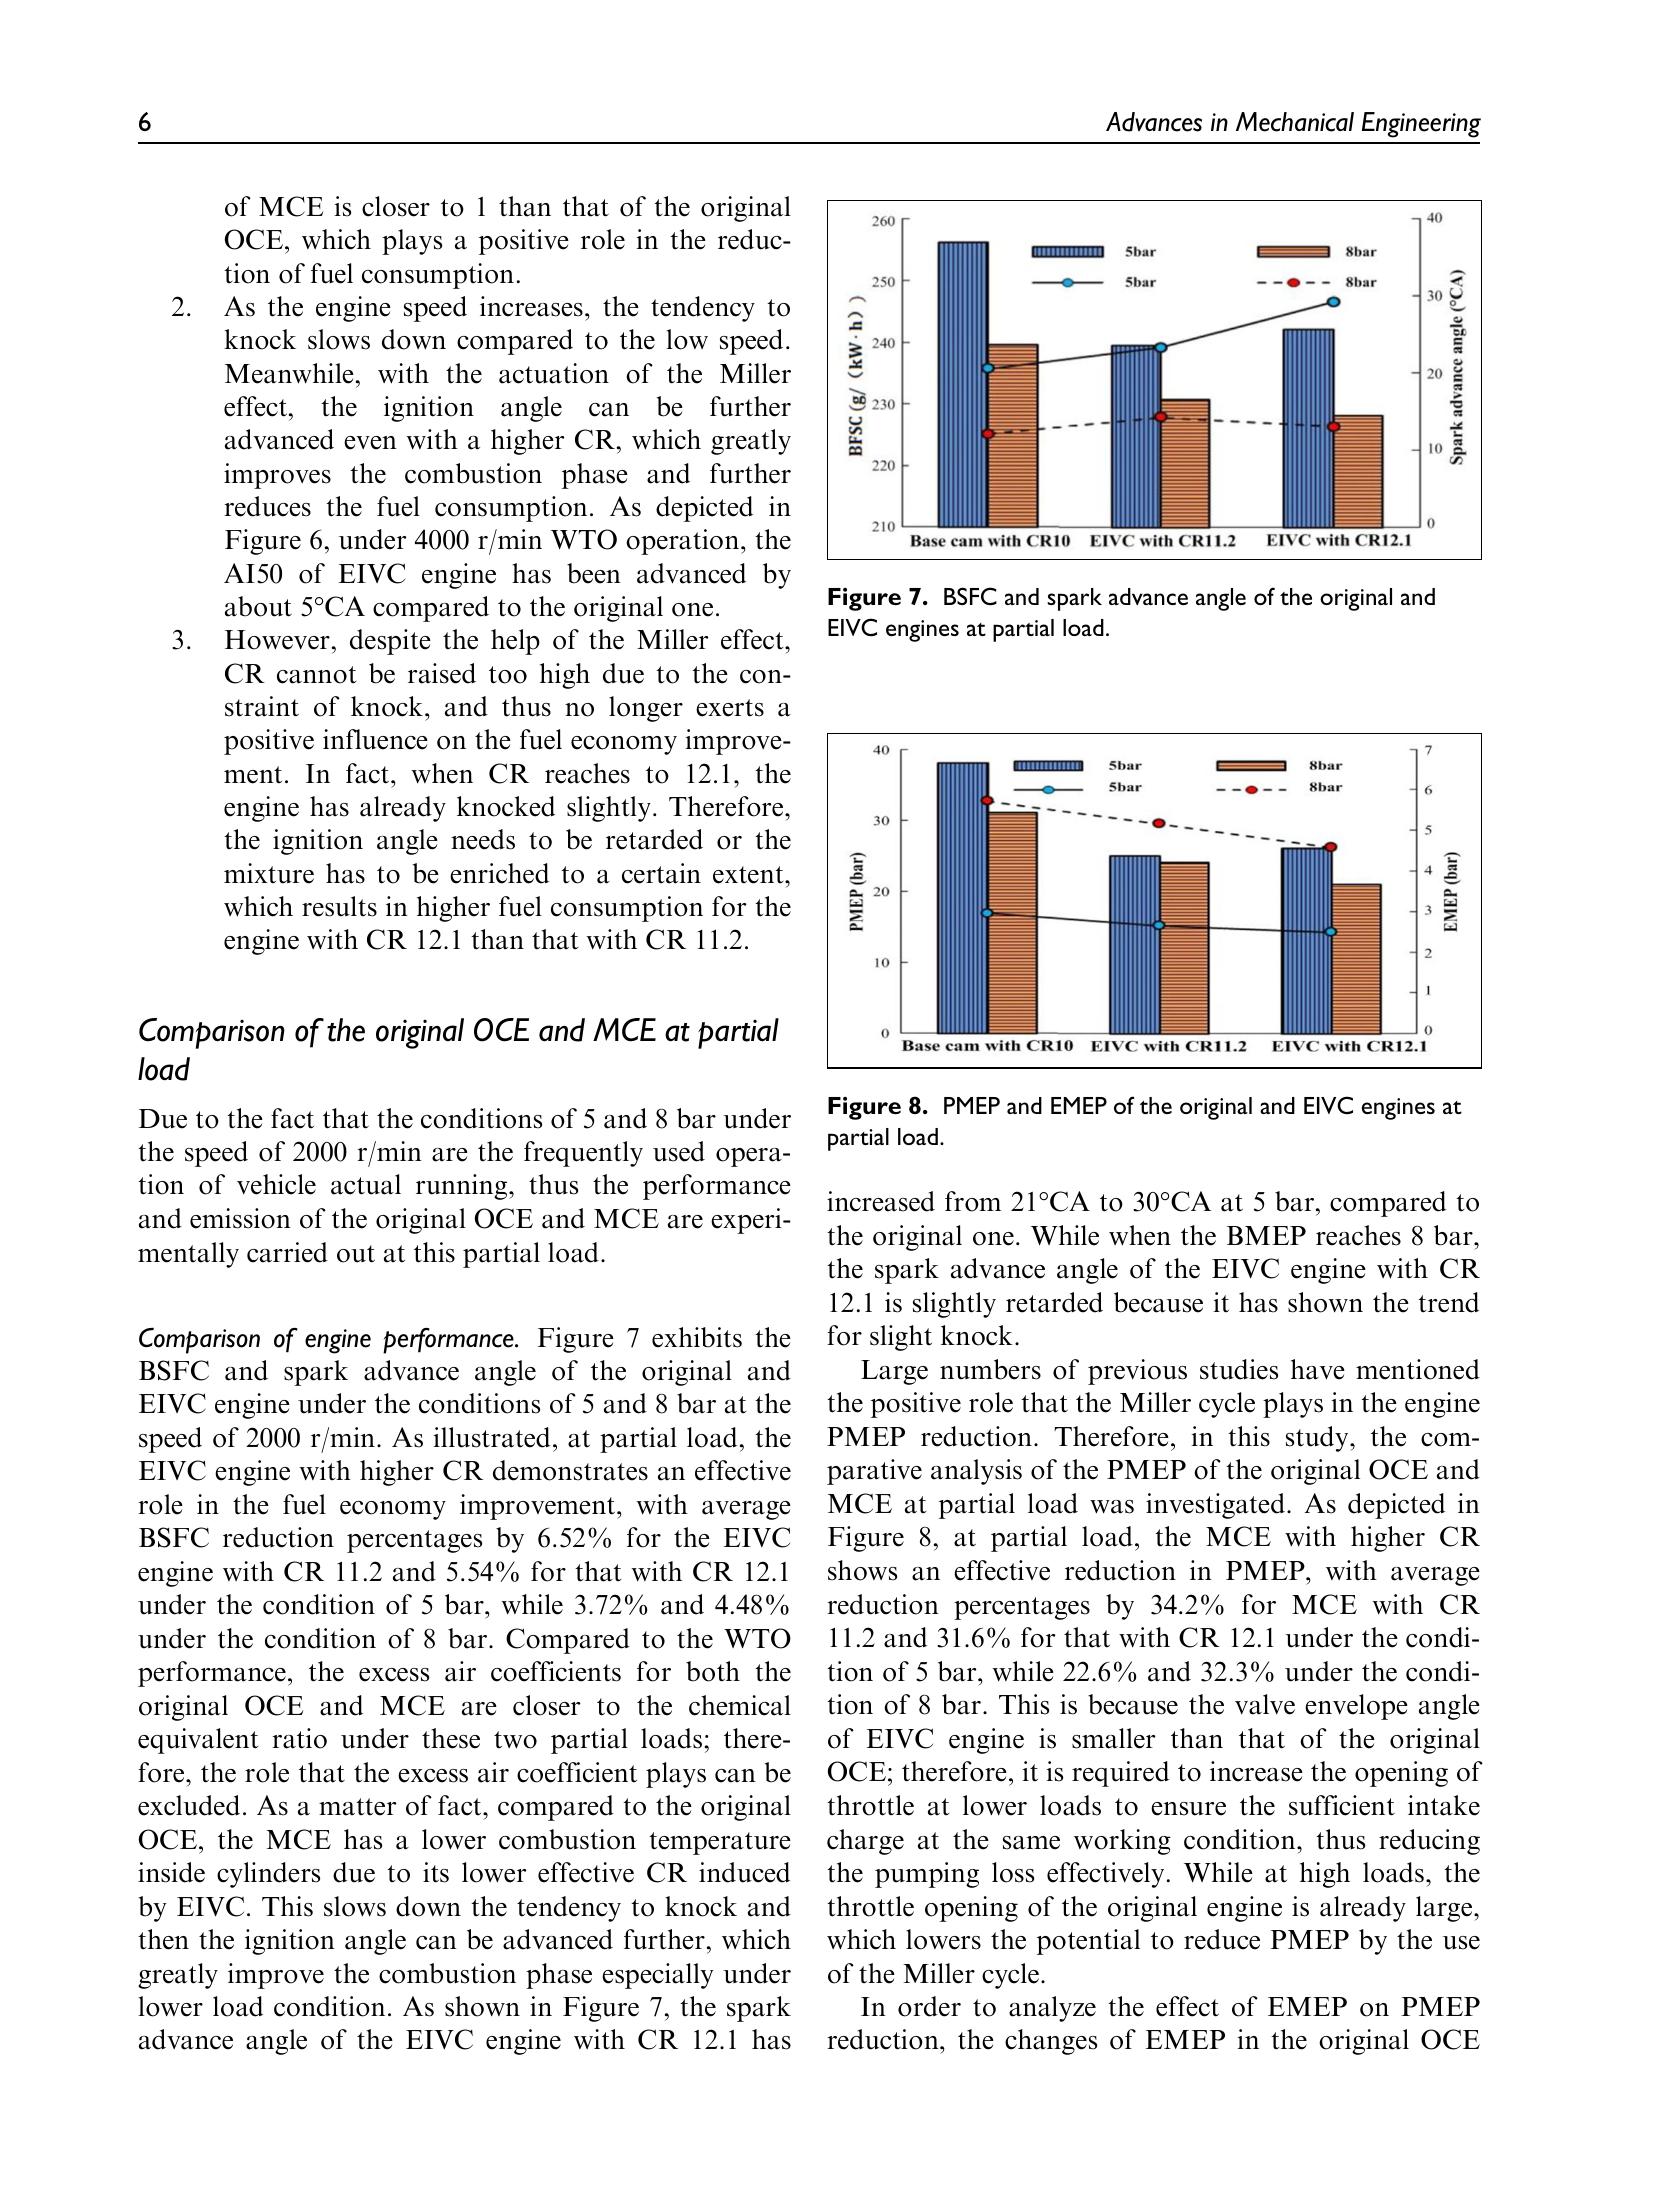 6
Advances in Mechanical Engineering
of MCE is closer to 1 than that of the original
OCE, which plays a positive role in the reduc-
tion of fuel consumption.
2. As the engine speed increases, the tendency to
knock slows down compared to the low speed.
Meanwhile, with the actuation of the Miller
effect, the ignition angle can be further
advanced even with a higher CR, which greatly
improves the combustion phase and further
reduces the fuel consumption. As depicted in
Figure 6, under 4000 r/min WTO operation, the
AI50 of EIVC engine has been advanced by
about 5°CA compared to the original one.
3. However, despite the help of the Miller effect,
CR cannot be raised too high due to the con-
straint of knock, and thus no longer exerts a
positive influence on the fuel economy improve-
ment. In fact, when CR reaches to 12.1, the
engine has already knocked slightly. Therefore,
the ignition angle needs to be retarded or the
mixture has to be enriched to a certain extent,
which results in higher fuel consumption for the
engine with CR 12.1 than that with CR 11.2.
Comparison of the original OCE and MCE at partial
load
Due to the fact that the conditions of 5 and 8 bar under
the speed of 2000 r/min are the frequently used opera-
tion of vehicle actual running, thus the performance
and emission of the original OCE and MCE are experi-
mentally carried out at this partial load.
Comparison of engine performance. Figure 7 exhibits the
BSFC and spark advance angle of the original and
EIVC engine under the conditions of 5 and 8 bar at the
speed of 2000 r/min. As illustrated, at partial load, the
EIVC engine with higher CR demonstrates an effective
role in the fuel economy improvement, with average
BSFC reduction percentages by 6.52% for the EIVC
engine with CR 11.2 and 5.54% for that with CR 12.1
under the condition of 5 bar, while 3.72% and 4.48%
under the condition of 8 bar. Compared to the WTO
performance, the excess air coefficients for both the
original OCE and MCE are closer to the chemical
equivalent ratio under these two partial loads; there-
fore, the role that the excess air coefficient plays can be
excluded. As a matter of fact, compared to the original
OCE, the MCE has a lower combustion temperature
inside cylinders due to its lower effective CR induced
by EIVC. This slows down the tendency to knock and
then the ignition angle can be advanced further, which
greatly improve the combustion phase especially under
lower load condition. As shown in Figure 7, the spark
advance angle of the EIVC engine with CR 12.1 has
260
250
240
230
220
210
BFSC (g/（kW·h）)
5bar
8bar
5bar
8bar
40
30
20
10
0
Spark advance angle (°CA)
Base cam with CR10 EIVC with CR11.2 EIVC with CR12.1
Figure 7. BSFC and spark advance angle of the original and
EIVC engines at partial load.
40
30
20
10
0
PMEP (bar)
5bar
8bar
5bar
8bar
7
6
5
4
3
2
1
0
EMEP (bar)
Base cam with CR10 EIVC with CR11.2 EIVC with CR12.1
Figure 8. PMEP and EMEP of the original and EIVC engines at
partial load.
increased from 21°CA to 30°CA at 5 bar, compared to
the original one. While when the BMEP reaches 8 bar,
the spark advance angle of the EIVC engine with CR
12.1 is slightly retarded because it has shown the trend
for slight knock.
Large numbers of previous studies have mentioned
the positive role that the Miller cycle plays in the engine
PMEP reduction. Therefore, in this study, the com-
parative analysis of the PMEP of the original OCE and
MCE at partial load was investigated. As depicted in
Figure 8, at partial load, the MCE with higher CR
shows an effective reduction in PMEP, with average
reduction percentages by 34.2% for MCE with CR
11.2 and 31.6% for that with CR 12.1 under the condi-
tion of 5 bar, while 22.6% and 32.3% under the condi-
tion of 8 bar. This is because the valve envelope angle
of EIVC engine is smaller than that of the original
OCE; therefore, it is required to increase the opening of
throttle at lower loads to ensure the sufficient intake
charge at the same working condition, thus reducing
the pumping loss effectively. While at high loads, the
throttle opening of the original engine is already large,
which lowers the potential to reduce PMEP by the use
of the Miller cycle.
In order to analyze the effect of EMEP on PMEP
reduction, the changes of EMEP in the original OCE